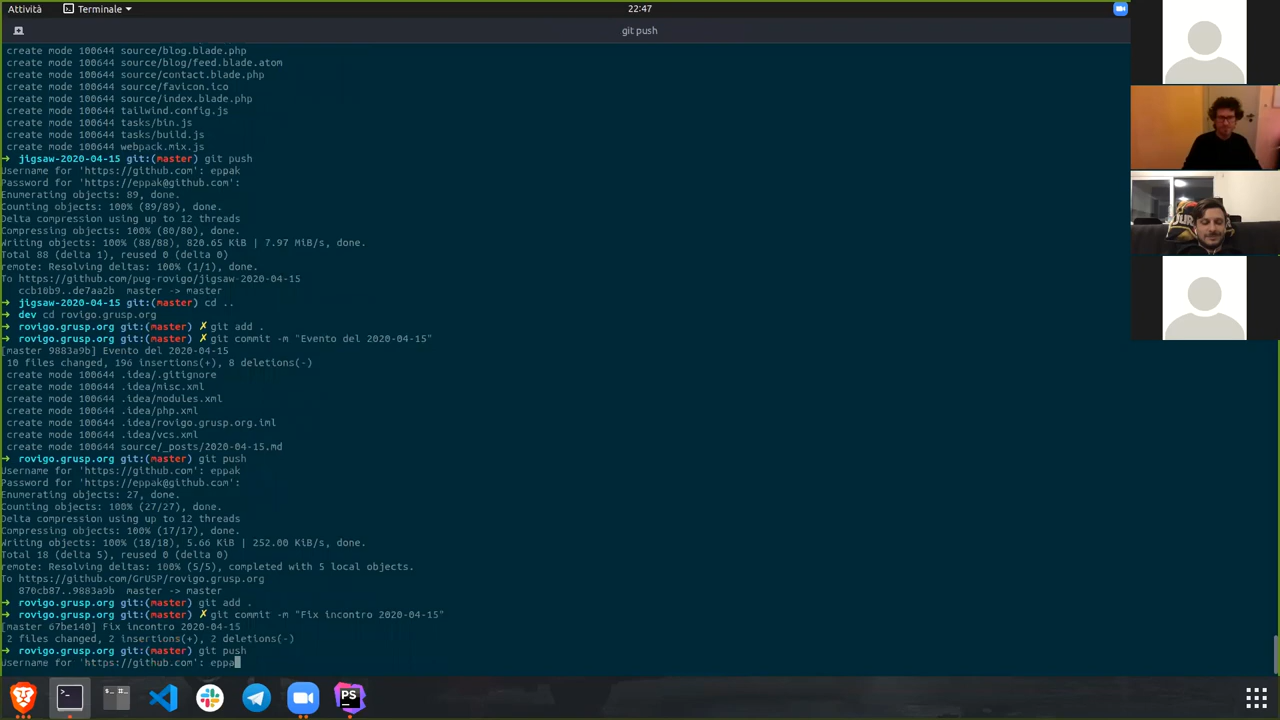 Attività
Terminale
22:47
git push
create mode 100644 source/blog.blade.php
create mode 100644 source/blog/feed.blade.atom
create mode 100644 source/contact.blade.php
create mode 100644 source/favicon.ico
create mode 100644 source/index.blade.php
create mode 100644 tailwind.config.js
create mode 100644 tasks/bin.js
create mode 100644 tasks/build.js
create mode 100644 webpack.mix.js
➜ jigsaw-2020-04-15 git:(master) git push
Username for 'https://github.com': eppak
Password for 'https://eppak@github.com':
Enumerating objects: 89, done.
Counting objects: 100% (89/89), done.
Delta compression using up to 12 threads
Compressing objects: 100% (80/80), done.
Writing objects: 100% (88/88), 820.65 KiB | 7.97 MiB/s, done.
Total 88 (delta 1), reused 0 (delta 0)
remote: Resolving deltas: 100% (1/1), done.
To https://github.com/pug-rovigo/jigsaw-2020-04-15
ccb10b9..de7aa2b master -> master
➜ jigsaw-2020-04-15 git:(master) cd ..
➜ dev cd rovigo.grusp.org
➜ rovigo.grusp.org git:(master) ✗ git add .
➜ rovigo.grusp.org git:(master) ✗ git commit -m "Evento del 2020-04-15"
[master 9883a9b] Evento del 2020-04-15
10 files changed, 196 insertions(+), 8 deletions(-)
create mode 100644 .idea/.gitignore
create mode 100644 .idea/misc.xml
create mode 100644 .idea/modules.xml
create mode 100644 .idea/php.xml
create mode 100644 .idea/rovigo.grusp.org.iml
create mode 100644 .idea/vcs.xml
create mode 100644 source/_posts/2020-04-15.md
➜ rovigo.grusp.org git:(master) git push
Username for 'https://github.com': eppak
Password for 'https://eppak@github.com':
Enumerating objects: 27, done.
Counting objects: 100% (27/27), done.
Delta compression using up to 12 threads
Compressing objects: 100% (17/17), done.
Writing objects: 100% (18/18), 5.66 KiB | 252.00 KiB/s, done.
Total 18 (delta 5), reused 0 (delta 0)
remote: Resolving deltas: 100% (5/5), completed with 5 local objects.
To https://github.com/GrUSP/rovigo.grusp.org
870cb87..9883a9b master -> master
➜ rovigo.grusp.org git:(master) git add .
➜ rovigo.grusp.org git:(master) ✗ git commit -m "Fix incontro 2020-04-15"
[master 67be140] Fix incontro 2020-04-15
2 files changed, 2 insertions(+), 2 deletions(-)
➜ rovigo.grusp.org git:(master) git push
Username for 'https://github.com': eppa
PS